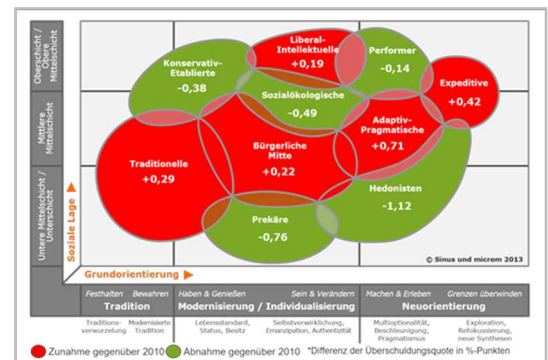 Oberschicht / Obere Mittelschicht
Mittlere Mittelschicht
Untere Mittelschicht / Unterschicht
Soziale Lage
Konservativ-
Etablierte
-0,38
Liberal-
Intellektuelle
+0,19
Performer
-0,14
Expeditive
+0,42
Sozialökologische
-0,49
Adaptiv-
Pragmatische
+0,71
Traditionelle
+0,29
Bürgerliche
Mitte
+0,22
Hedonisten
-1,12
Prekäre
-0,76
© Sinus und microm 2013
Grundorientierung
Festhalten Bewahren
Tradition
Traditions-
verwurzelung
Modernisierte
Tradition
Haben & Genießen Sein & Verändern
Modernisierung / Individualisierung
Lebensstandard,
Status, Besitz
Selbstverwirklichung,
Emanzipation, Authentizität
Machen & Erleben Grenzen überwinden
Neuorientierung
Multioptionalität,
Beschleunigung,
Pragmatismus
Exploration,
Refokussierung,
neue Synthesen
Zunahme gegenüber 2010 Abnahme gegenüber 2010 *Differenz der Überschuldungsquote in %-Punkten